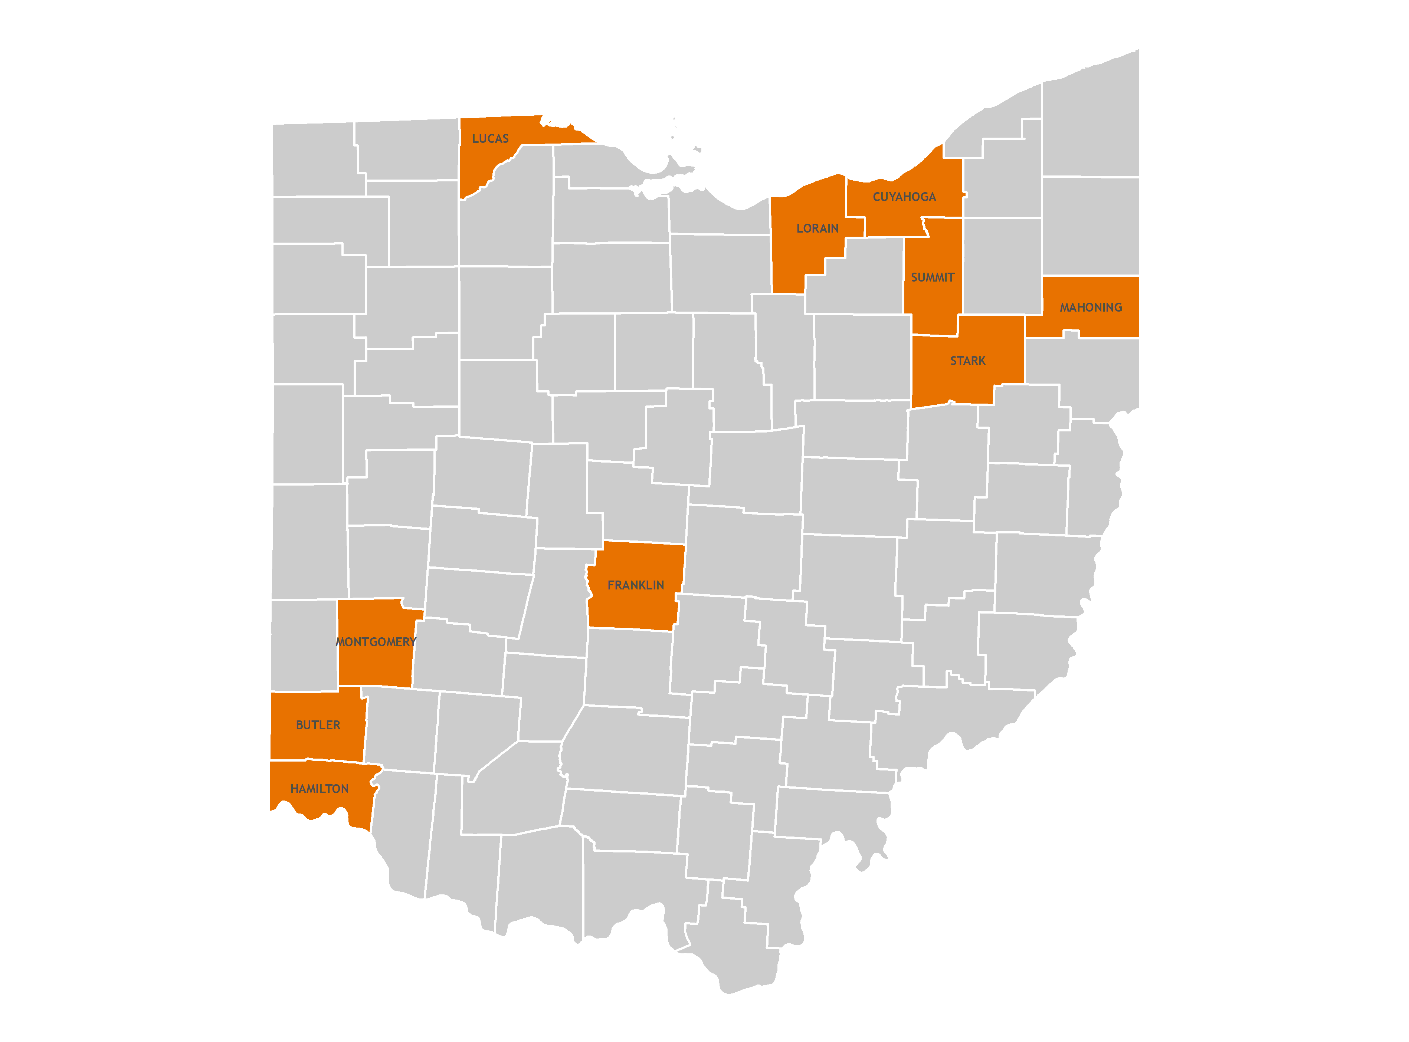 LUCAS
CUYAHOGA
LORAIN
SUMMIT
MAHONING
STARK
FRANKLIN
MONTGOMERY
BUTLER
HAMILTON